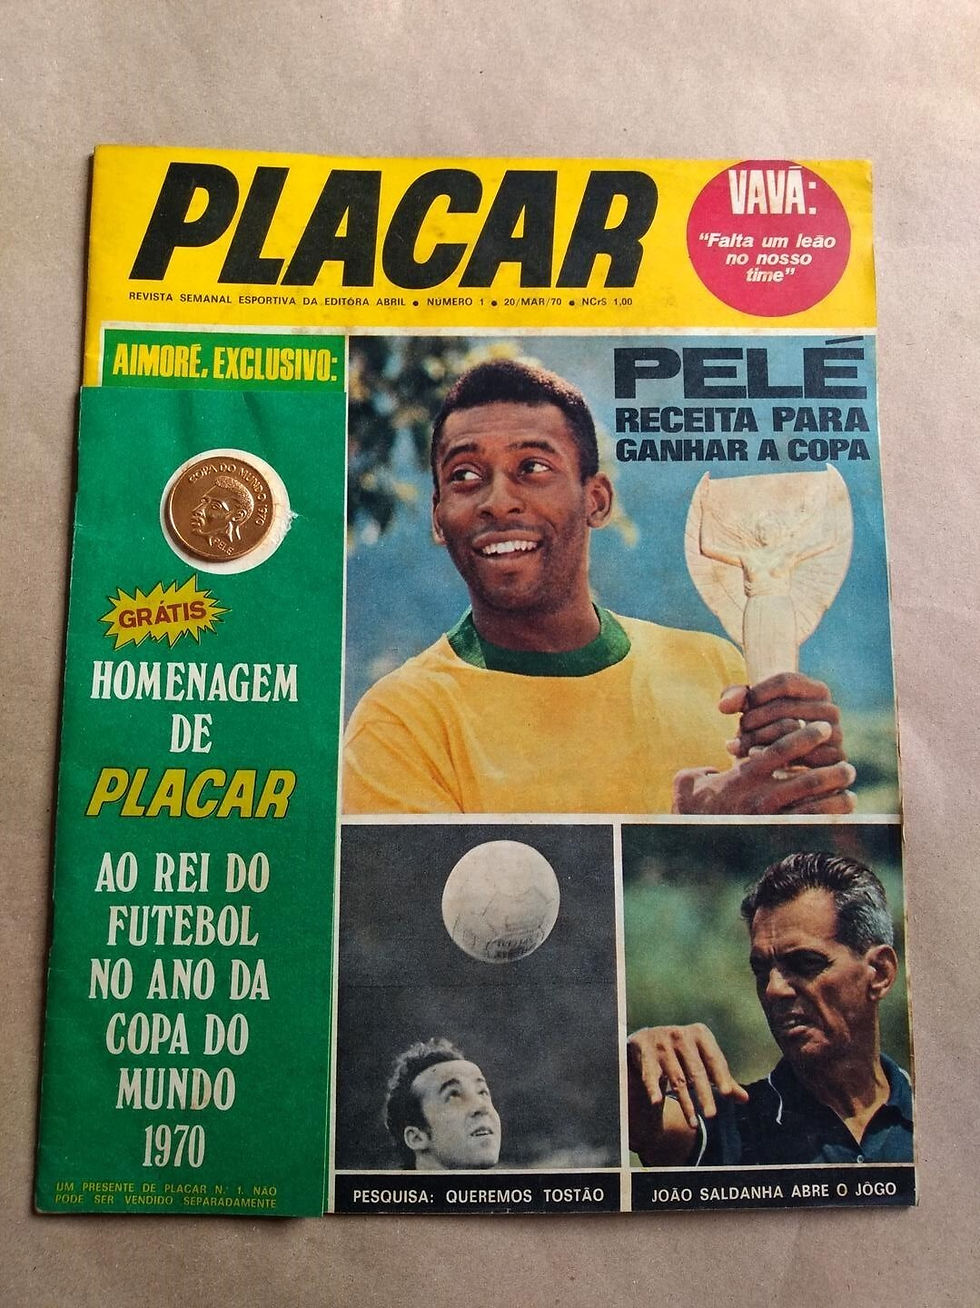 PLACAR
REVISTA SEMANAL ESPORTIVA DA EDITÔRA ABRIL • NÚMERO 1 • 20/MAR/70 • NCr$ 1,00
VAVÁ:
"Falta um leão
no nosso
time"
AIMORÉ, EXCLUSIVO:
COPA DO MUNDO 1970
PELÉ
GRÁTIS
HOMENAGEM
DE
PLACAR
AO REI DO
FUTEBOL
NO ANO DA
COPA DO
MUNDO
1970
UM PRESENTE DE PLACAR N.º 1. NÃO
PODE SER VENDIDO SEPARADAMENTE
PELÉ
RECEITA PARA
GANHAR A COPA
PESQUISA: QUEREMOS TOSTÃO
JOÃO SALDANHA ABRE O JÔGO